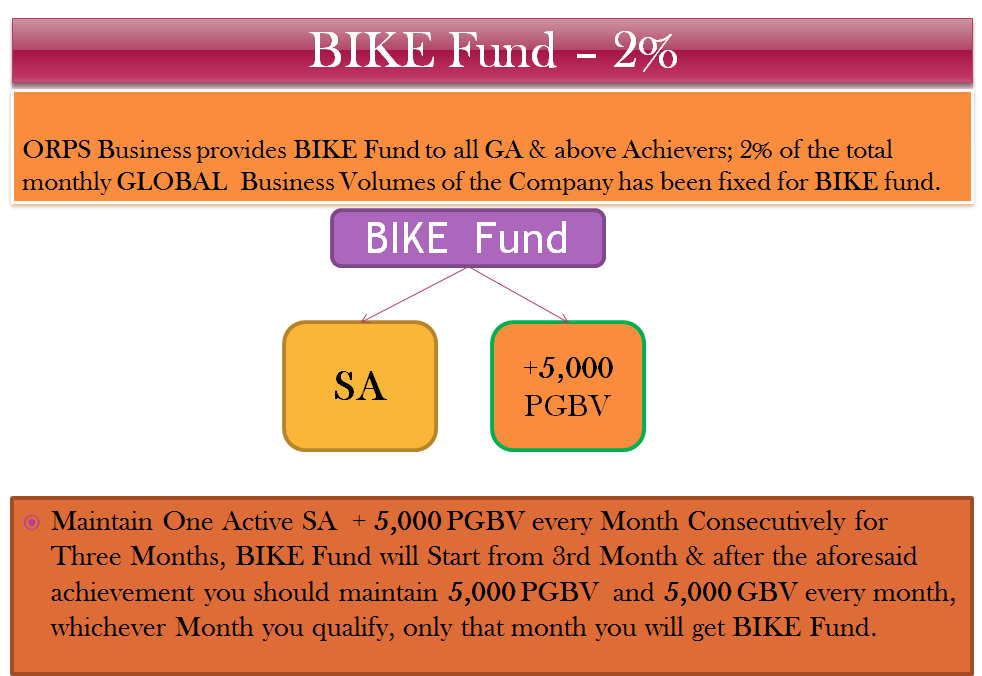 BIKE Fund – 2%
ORPS Business provides BIKE Fund to all GA & above Achievers; 2% of the total
monthly GLOBAL Business Volumes of the Company has been fixed for BIKE fund.
BIKE Fund
SA
+5,000
PGBV
Maintain One Active SA + 5,000 PGBV every Month Consecutively for
Three Months, BIKE Fund will Start from 3rd Month & after the aforesaid
achievement you should maintain 5,000 PGBV and 5,000 GBV every month,
whichever Month you qualify, only that month you will get BIKE Fund.